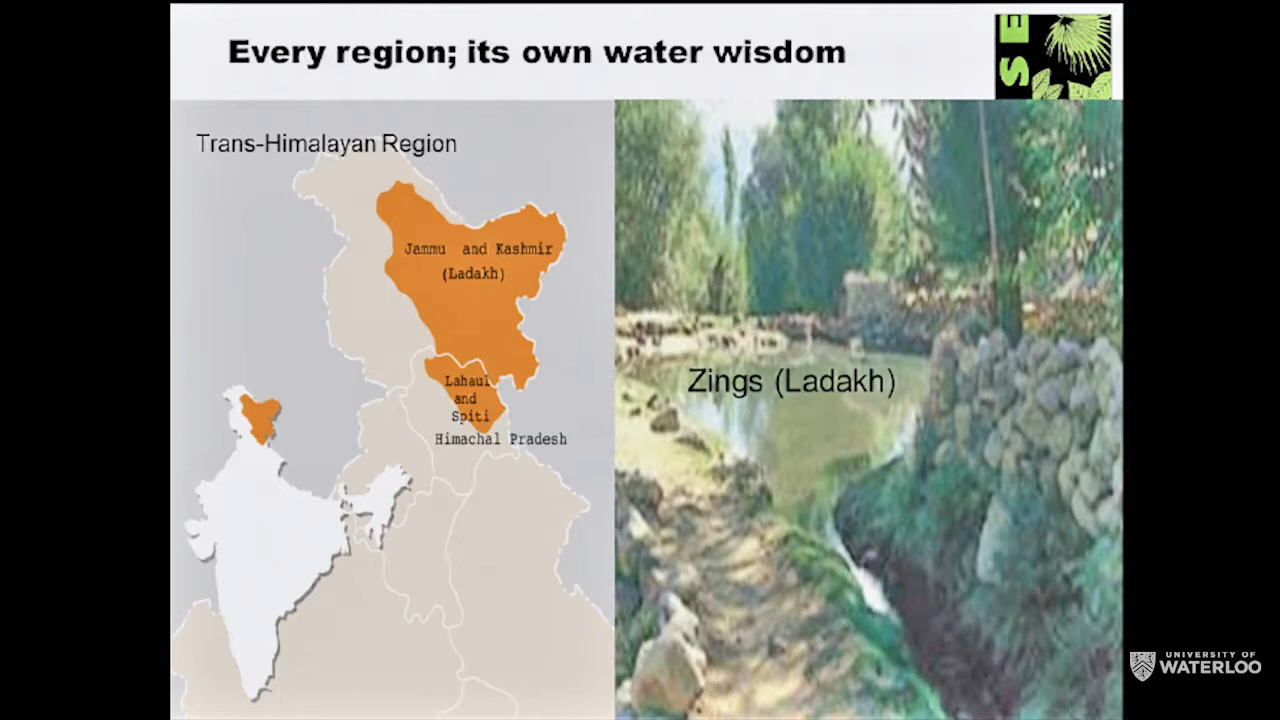 Every region; its own water wisdom
SE
Trans-Himalayan Region
Jammu and Kashmir
(Ladakh)
Lahaul
and
Spiti
Himachal Pradesh
Zings (Ladakh)
UNIVERSITY OF
WATERLOO